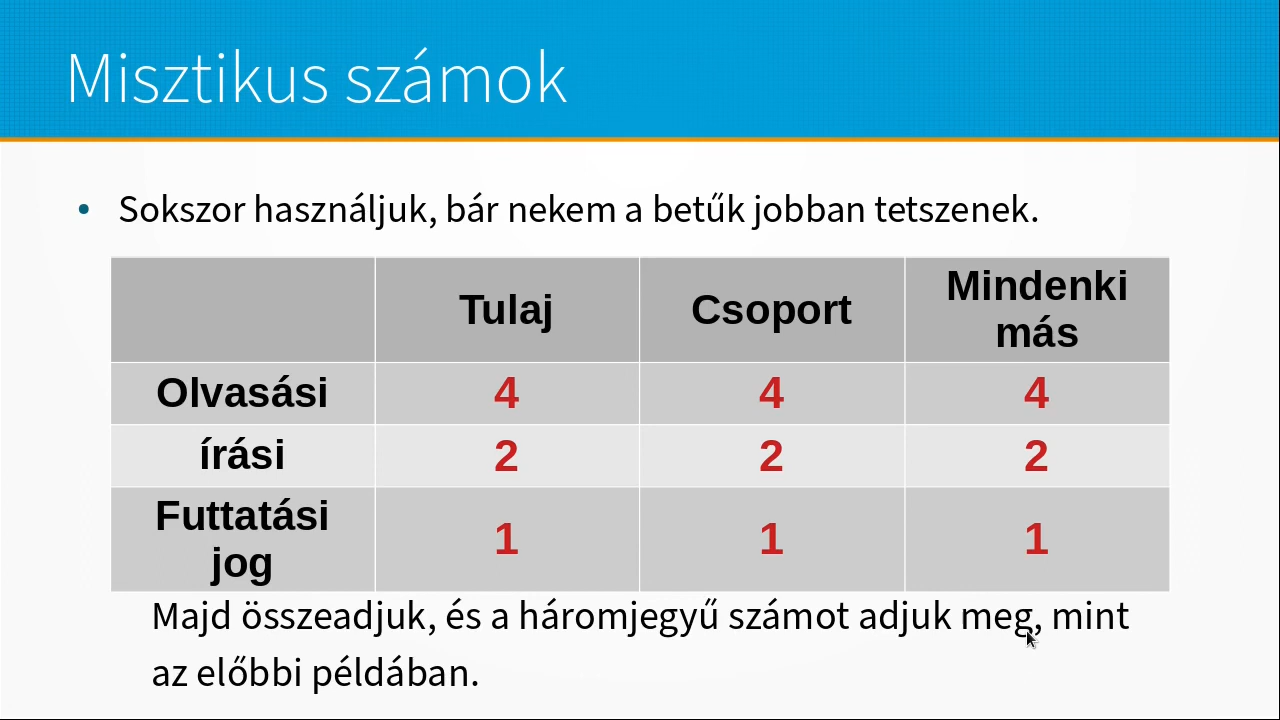 Misztikus számok
• Sokszor használjuk, bár nekem a betűk jobban tetszenek.
Tulaj Csoport Mindenki más
Olvasási 4 4 4
írási 2 2 2
Futtatási jog 1 1 1
Majd összeadjuk, és a háromjegyű számot adjuk meg, mint
az előbbi példában.